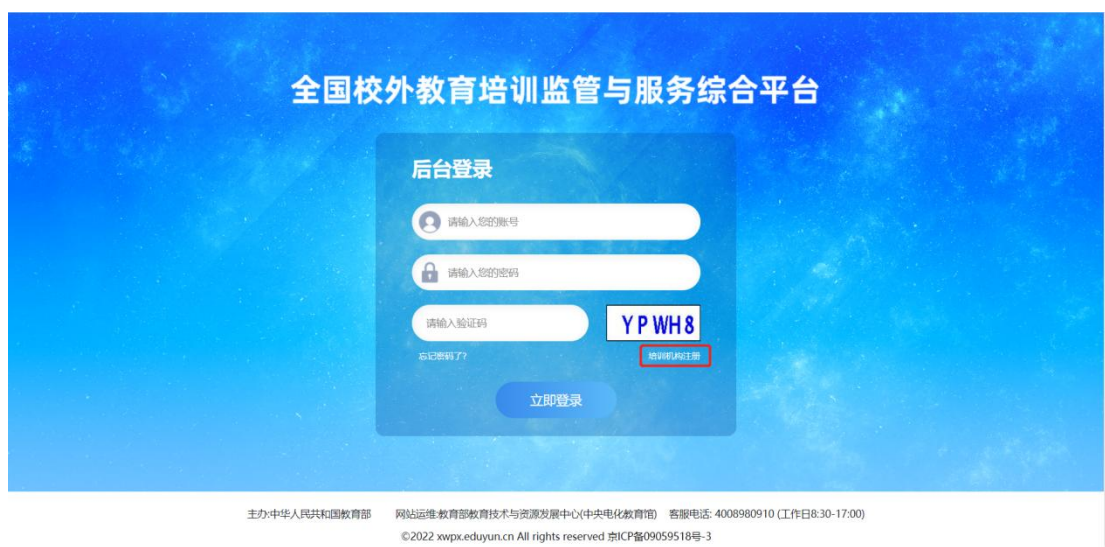 全国校外教育培训监管与服务综合平台
后台登录
请输入您的账号
请输入您的密码
请输入验证码 YPWH8
忘记密码了? 培训机构注册
立即登录
主办:中华人民共和国教育部 网站运维:教育部教育技术与资源发展中心(中央电化教育馆) 客服电话: 4008980910 (工作日8:30-17:00)
©2022 xwpx.eduyun.cn All rights reserved 京ICP备09059518号-3